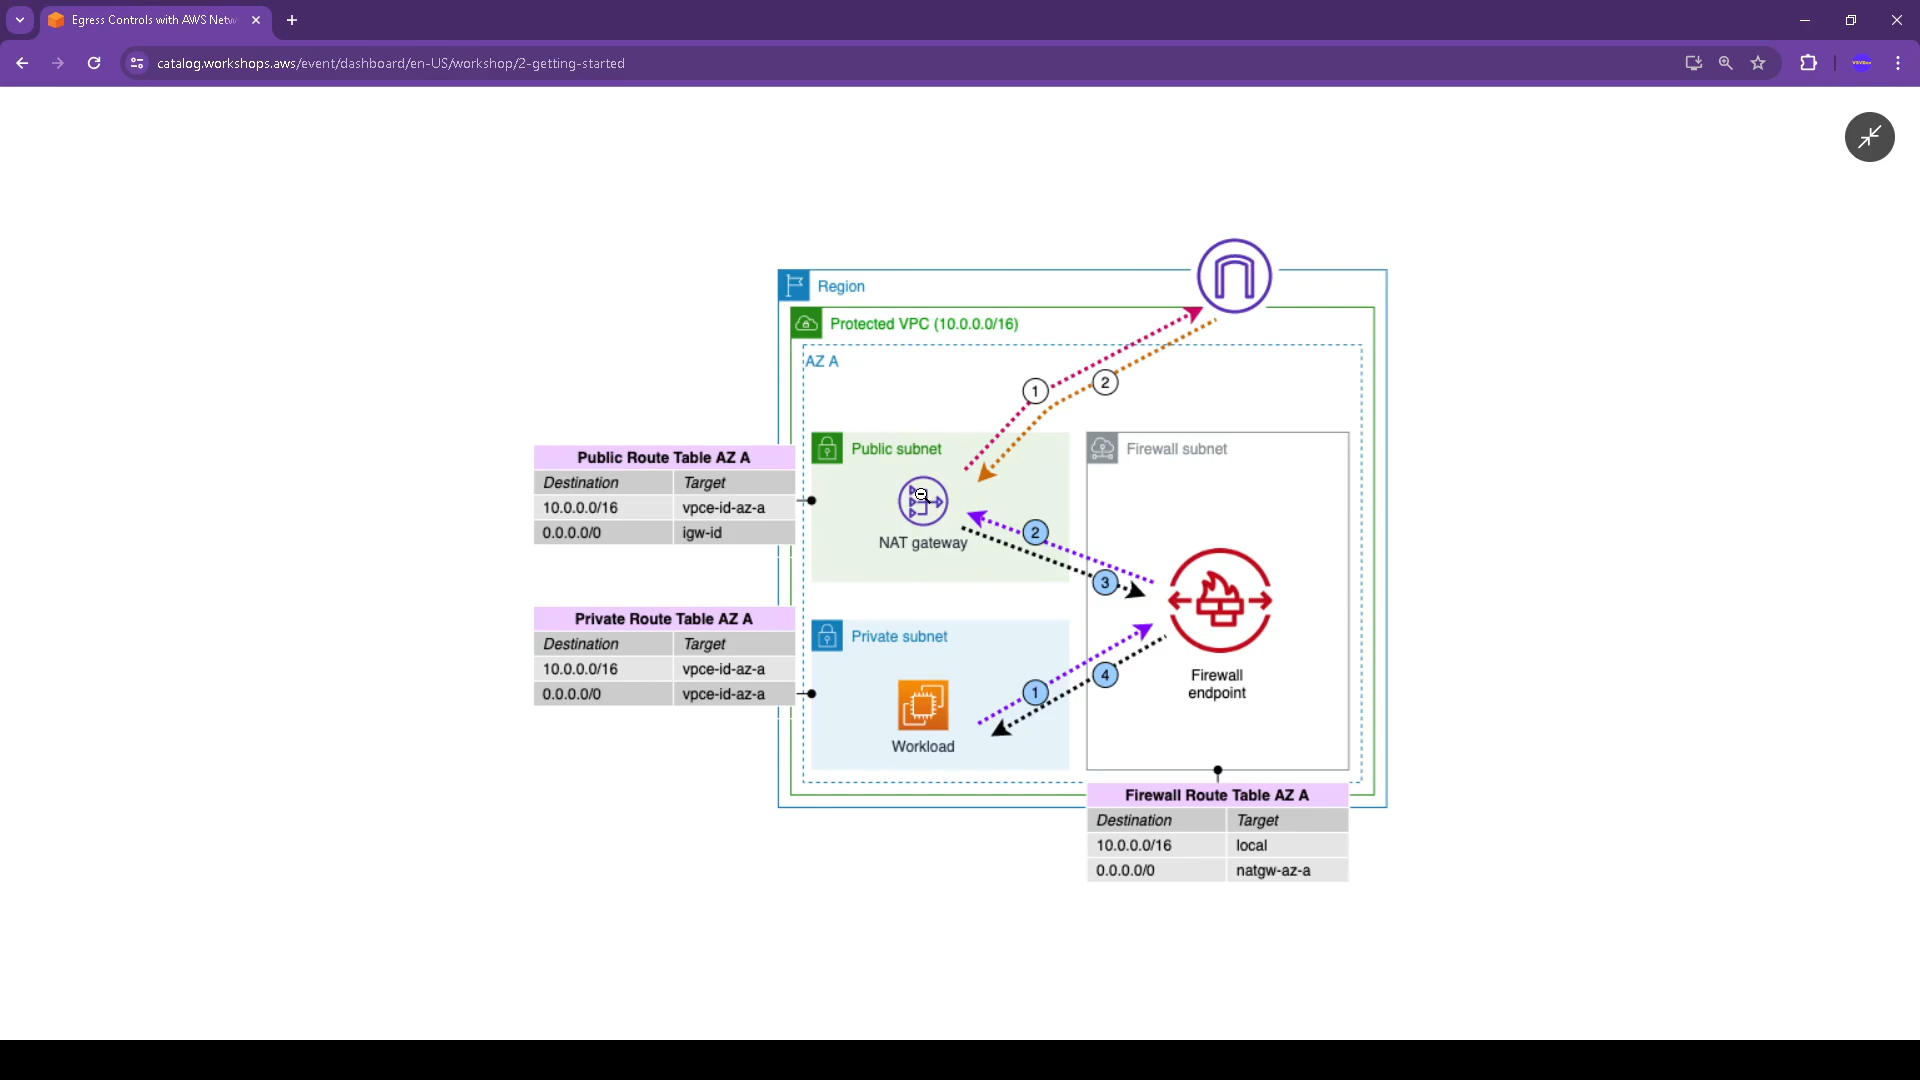 Egress Controls with AWS Netw
catalog.workshops.aws/event/dashboard/en-US/workshop/2-getting-started
Region
Protected VPC (10.0.0.0/16)
AZ A
1
2
Public subnet
Firewall subnet
Public Route Table AZ A
Destination Target
10.0.0.0/16 vpce-id-az-a
0.0.0.0/0 igw-id
NAT gateway
2
3
Private Route Table AZ A
Destination Target
10.0.0.0/16 vpce-id-az-a
0.0.0.0/0 vpce-id-az-a
Private subnet
Firewall
endpoint
4
1
Workload
Firewall Route Table AZ A
Destination Target
10.0.0.0/16 local
0.0.0.0/0 natgw-az-a